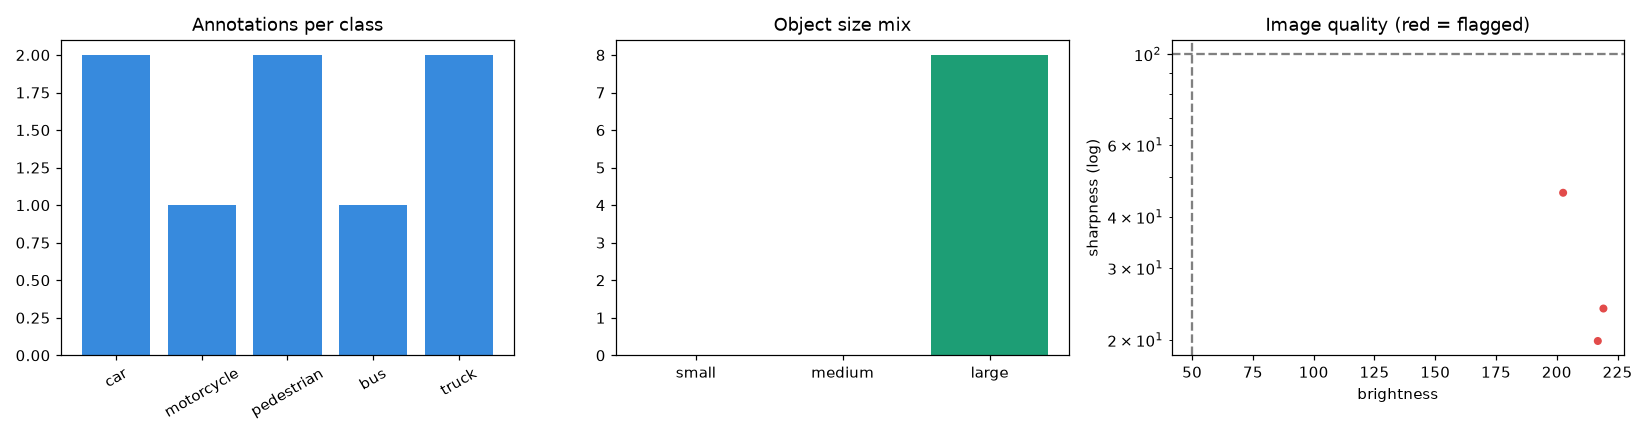 Annotations per class
2.00
1.75
1.50
1.25
1.00
0.75
0.50
0.25
0.00
car
motorcycle
pedestrian
bus
truck
Object size mix
8
7
6
5
4
3
2
1
0
small
medium
large
Image quality (red = flagged)
sharpness (log)
10²
6 × 10¹
4 × 10¹
3 × 10¹
2 × 10¹
50 75 100 125 150 175 200 225
brightness